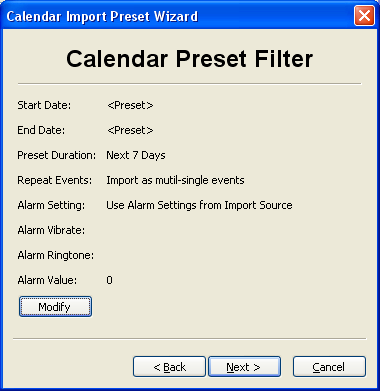 Calendar Import Preset Wizard
Calendar Preset Filter
Start Date: <Preset>
End Date: <Preset>
Preset Duration: Next 7 Days
Repeat Events: Import as mutil-single events
Alarm Setting: Use Alarm Settings from Import Source
Alarm Vibrate:
Alarm Ringtone:
Alarm Value: 0
Modify
< Back Next > Cancel